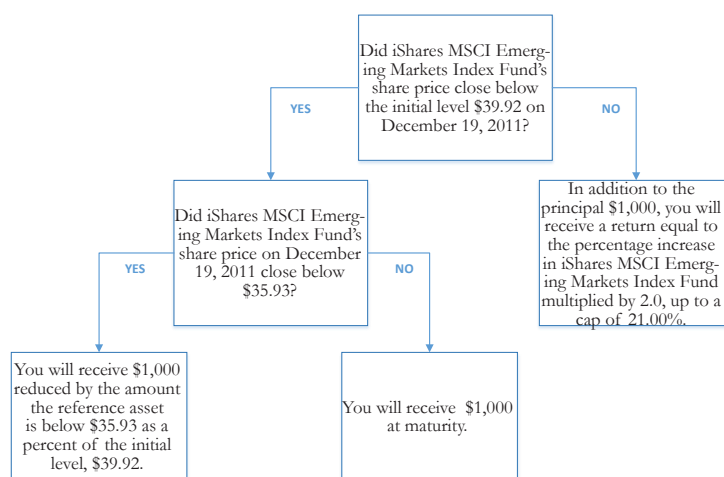 Did iShares MSCI Emerg-
ing Markets Index Fund's
share price close below
the initial level $39.92 on
December 19, 2011?
YES
NO
Did iShares MSCI Emerg-
ing Markets Index Fund's
share price on December
19, 2011 close below
$35.93?
In addition to the
principal $1,000, you will
receive a return equal to
the percentage increase
in iShares MSCI Emerg-
ing Markets Index Fund
multiplied by 2.0, up to a
cap of 21.00%.
YES
NO
You will receive $1,000
reduced by the amount
the reference asset
is below $35.93 as a
percent of the initial
level, $39.92.
You will receive $1,000
at maturity.